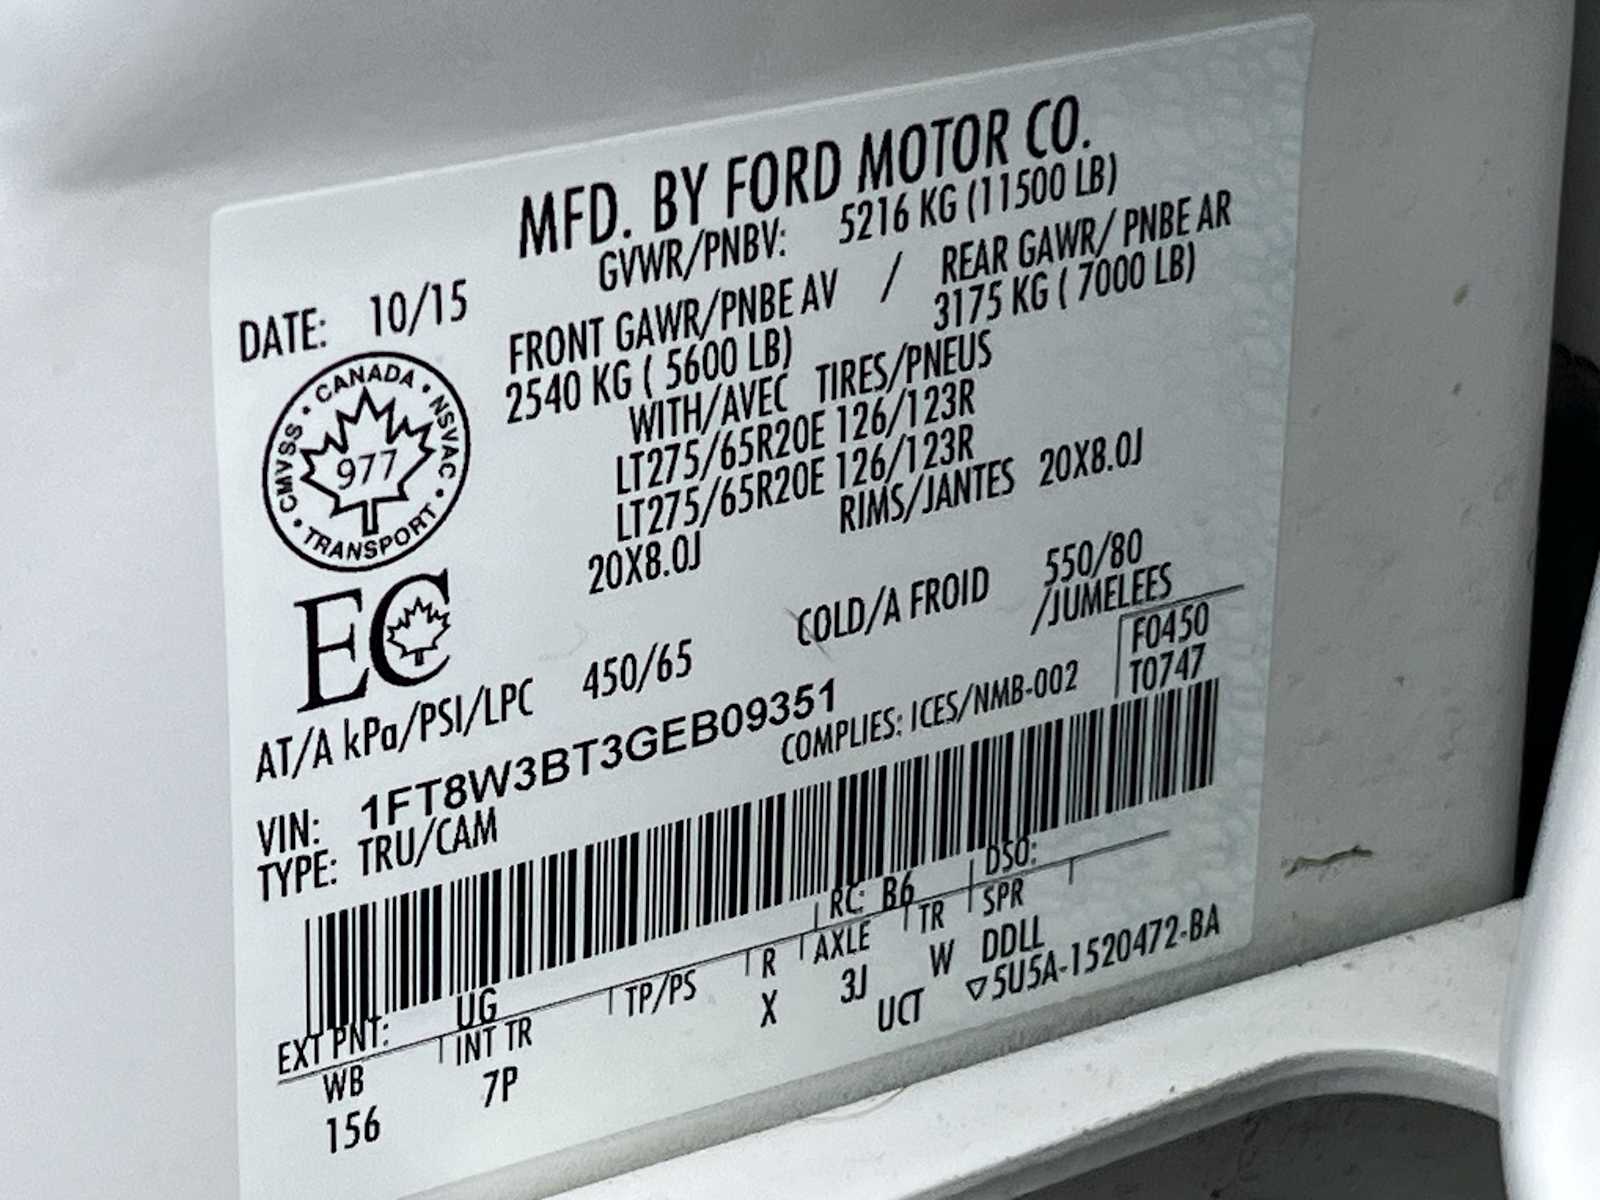 MFD. BY FORD MOTOR CO.
DATE: 10/15
GVWR/PNBV: 5216 KG (11500 LB)
FRONT GAWR/PNBE AV / REAR GAWR/ PNBE AR
2540 KG ( 5600 LB) 3175 KG ( 7000 LB)
WITH/AVEC TIRES/PNEUS
LT275/65R20E 126/123R
LT275/65R20E 126/123R
20X8.0J RIMS/JANTES 20X8.0J
CANADA • NSVAC • TRANSPORT • CMVSS •
977
EC
AT/A kPa/PSI/LPC 450/65 COLD/A FROID 550/80
/JUMELEES
VIN: 1FT8W3BT3GEB09351
COMPLIES: ICES/NMB-002
F0450
T0747
TYPE: TRU/CAM
EXT PNT: UG RC: B6 DSO:
WB INT TR TP/PS R AXLE TR SPR
156 7P X 3J W DDLL
UCT ▽5U5A-1520472-BA